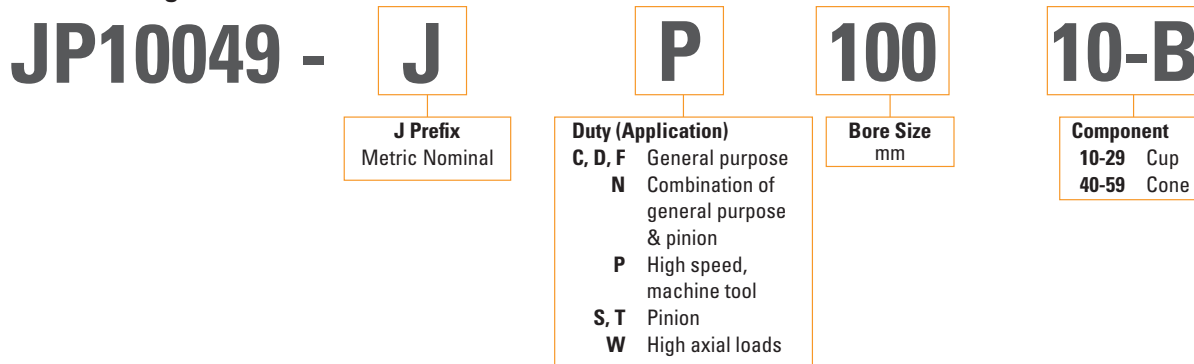 JP10049 - J P 100 10-B
J Prefix
Metric Nominal
Duty (Application)
C, D, F General purpose
N Combination of
general purpose
& pinion
P High speed,
machine tool
S, T Pinion
W High axial loads
Bore Size
mm
Component
10-29 Cup
40-59 Cone